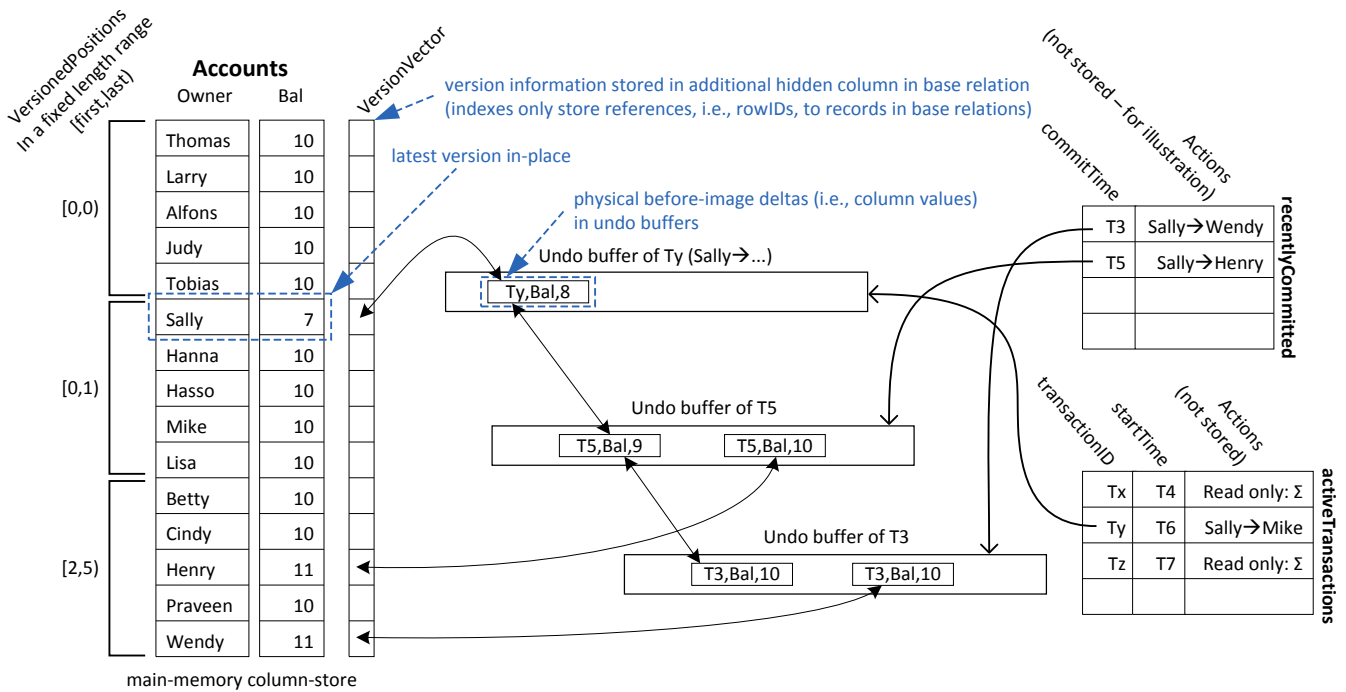 VersionedPositions
In a fixed length range
[first,last)
Accounts
Owner Bal
VersionVector
Thomas 10
Larry 10
Alfons 10
Judy 10
Tobias 10
Sally 7
Hanna 10
Hasso 10
Mike 10
Lisa 10
Betty 10
Cindy 10
Henry 11
Praveen 10
Wendy 11
[0,0)
[0,1)
[2,5)
main-memory column-store
version information stored in additional hidden column in base relation
(indexes only store references, i.e., rowIDs, to records in base relations)
latest version in-place
physical before-image deltas (i.e., column values)
in undo buffers
Undo buffer of Ty (Sally→...)
Ty,Bal,8
Undo buffer of T5
T5,Bal,9 T5,Bal,10
Undo buffer of T3
T3,Bal,10 T3,Bal,10
commitTime
Actions
(not stored – for illustration)
T3 Sally→Wendy
T5 Sally→Henry
recentlyCommitted
transactionID
startTime
Actions
(not stored)
Tx T4 Read only: Σ
Ty T6 Sally→Mike
Tz T7 Read only: Σ
activeTransactions